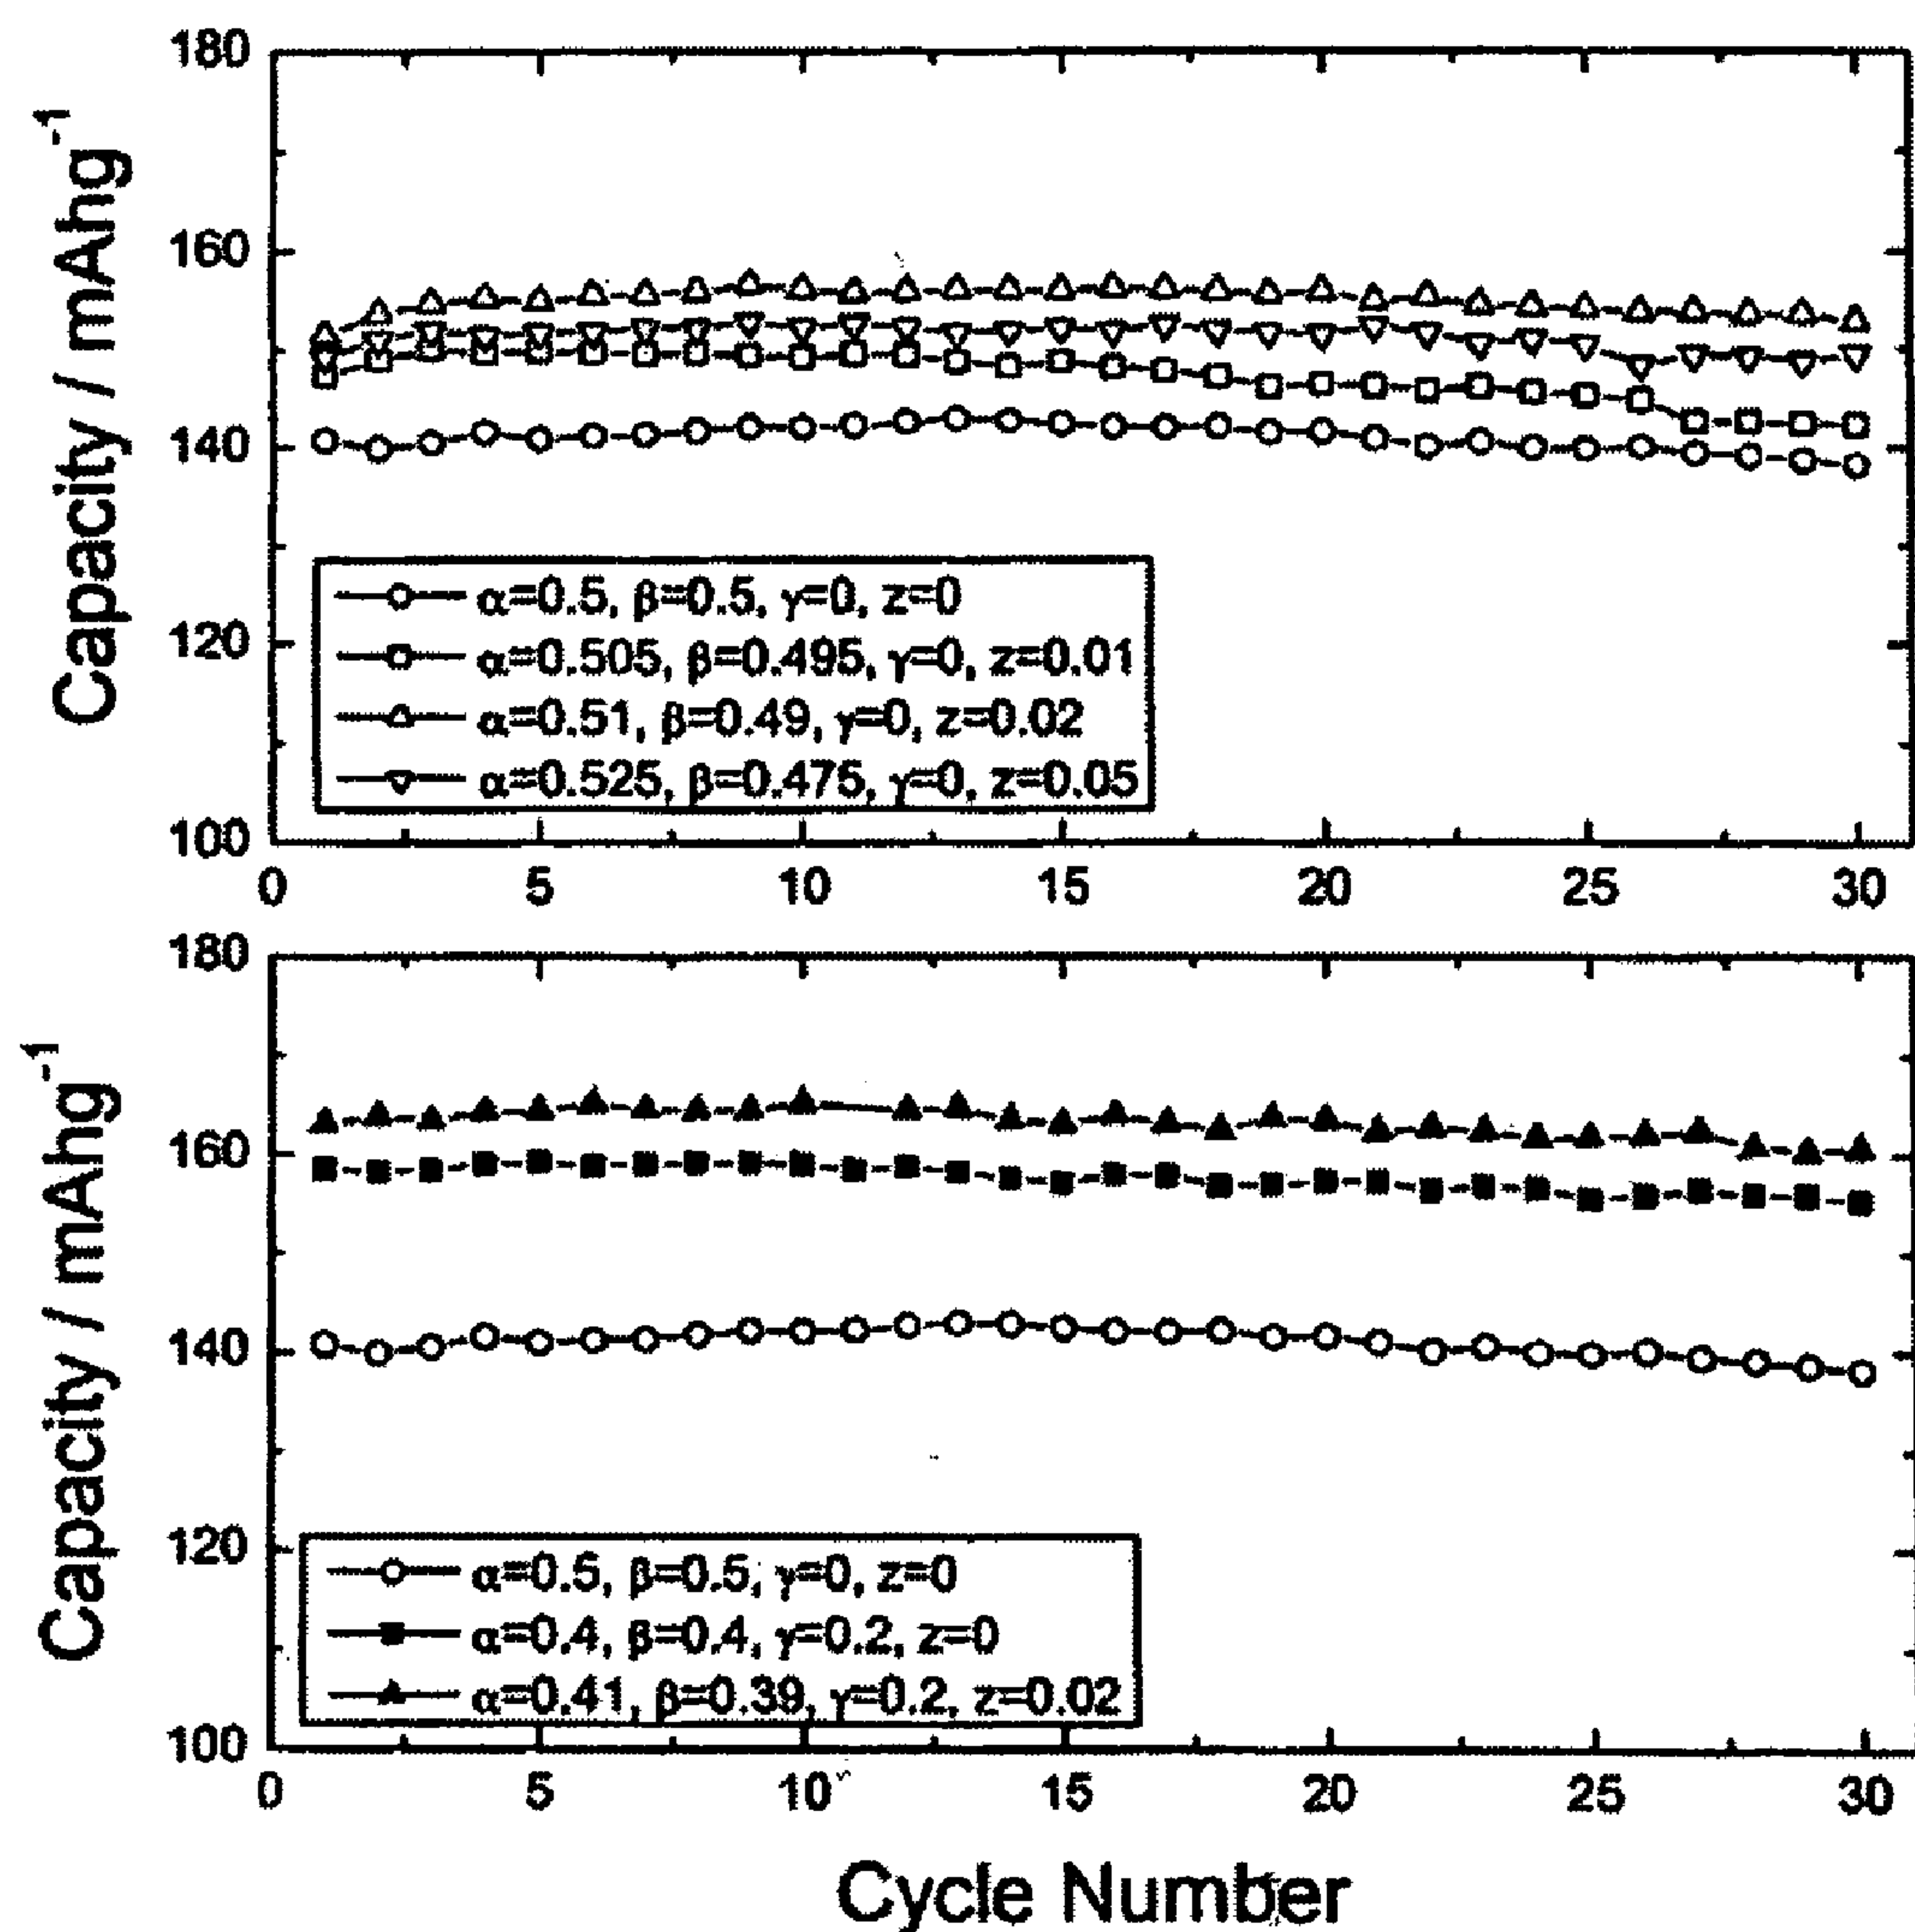 180
160
140
120
100
Capacity / mAhg⁻¹
α=0.5, β=0.5, γ=0, z=0
α=0.505, β=0.495, γ=0, z=0.01
α=0.51, β=0.49, γ=0, z=0.02
α=0.525, β=0.475, γ=0, z=0.05
0 5 10 15 20 25 30
180
160
140
120
100
Capacity / mAhg⁻¹
α=0.5, β=0.5, γ=0, z=0
α=0.4, β=0.4, γ=0.2, z=0
α=0.41, β=0.39, γ=0.2, z=0.02
0 5 10 15 20 25 30
Cycle Number